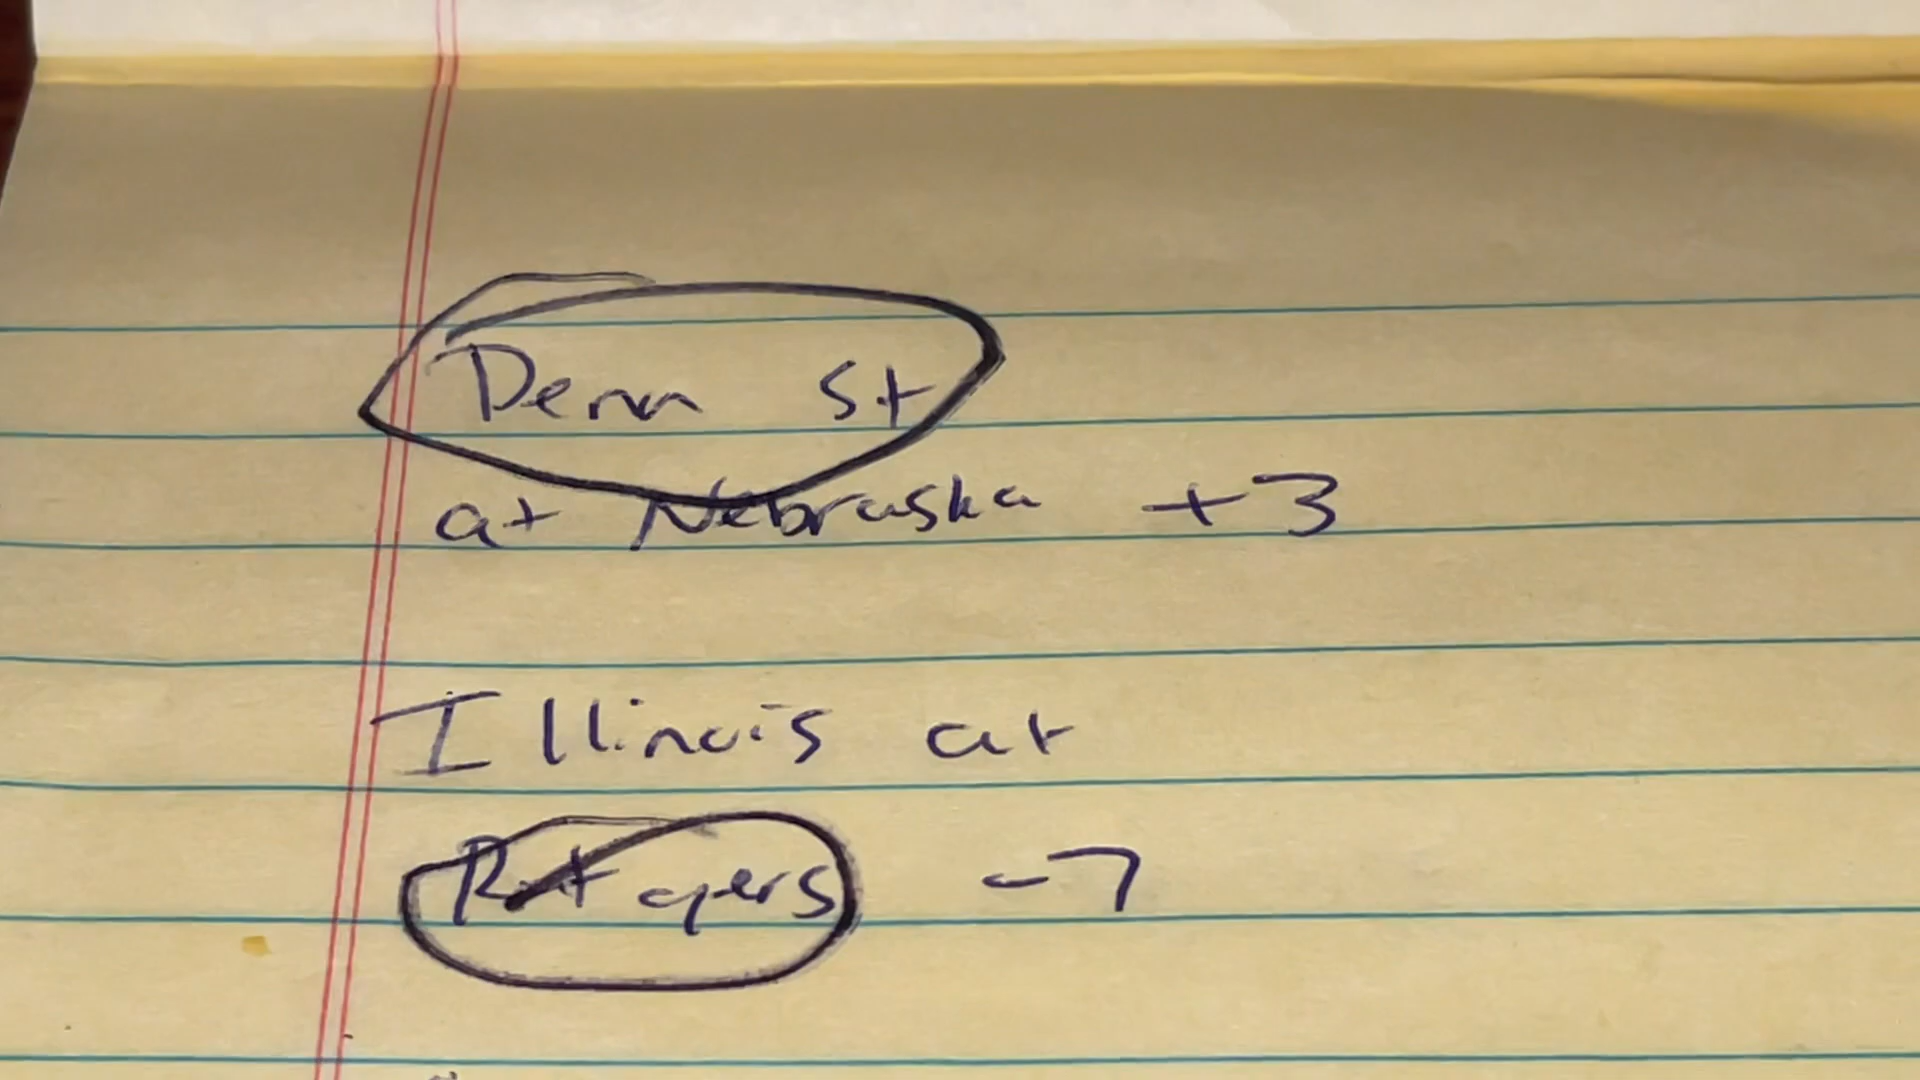 Penn St
at Nebraska +3
Illinois at
Rutgers -7